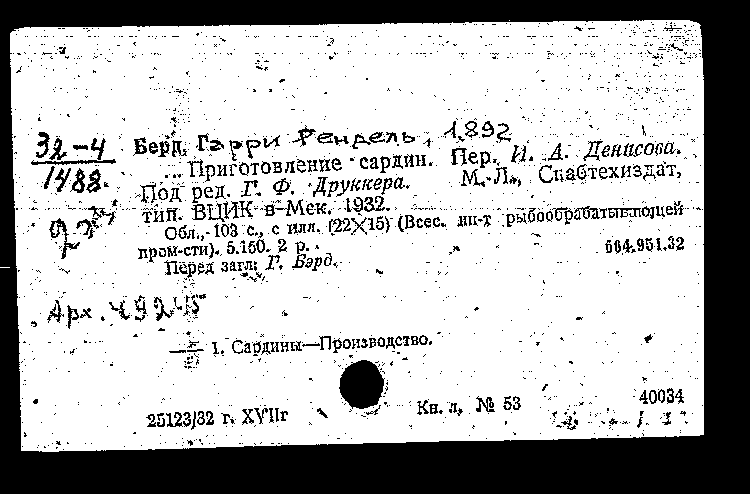 32-4
1488.
Берд, Гарри Рендель, 1892
... Приготовление сардин. Пер. И. А. Денисова.
Под ред. Г. Ф. Друккера. М.-Л., Снабтехиздат,
тип. ВЦИК в Мск. 1932.
Обл., 103 с., с илл. (22×15) (Всес. ин-т рыбообрабатывающей
пром-сти). 5.150. 2 р.
664.951.32
Перед загл: Г. Бэрд.
Арх.
1. Сардины—Производство.
25123/32 г. XVIIг
Кн. л, № 53
40034